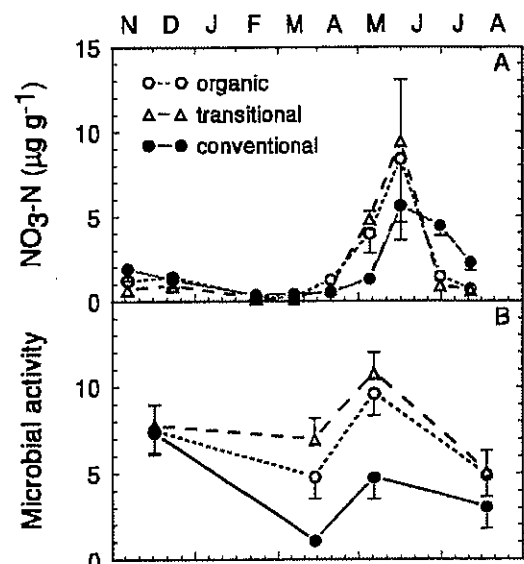 N D J F M A M J J A
15
A
organic
transitional
conventional
10
5
0
NO₃-N (µg g⁻¹)
B
10
5
0
Microbial activity